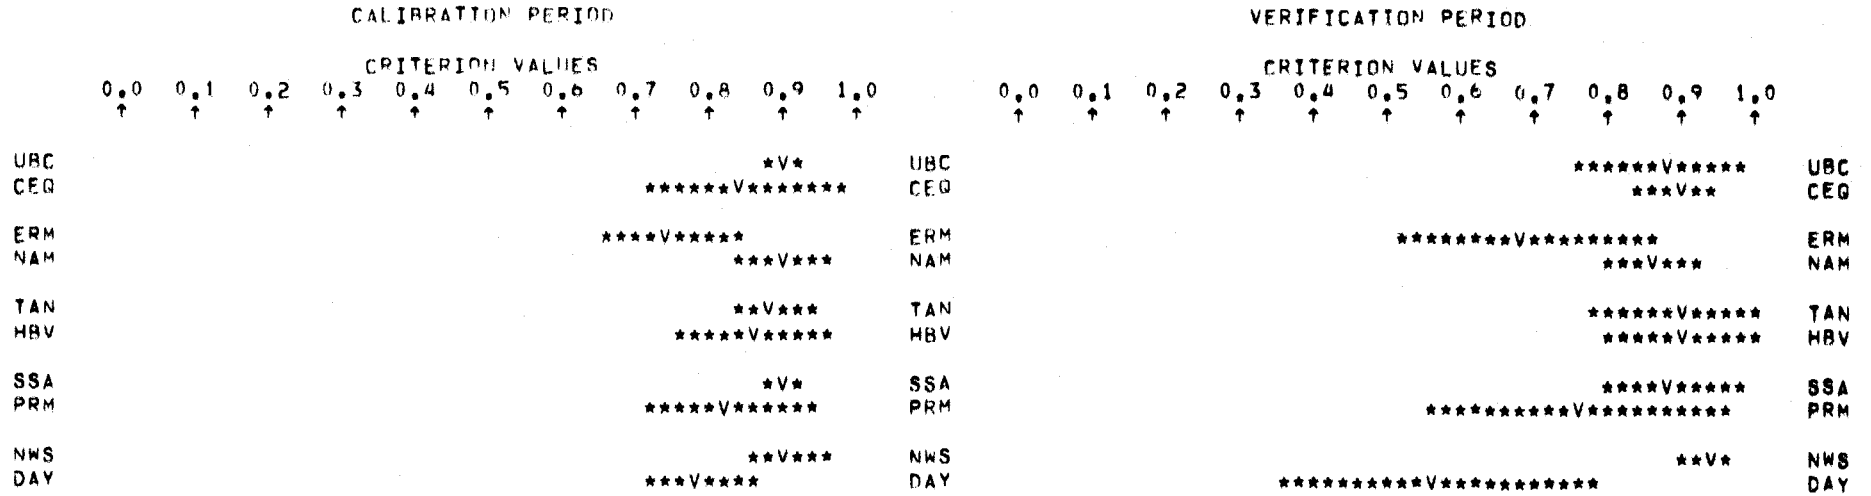 CALIBRATION PERIOD VERIFICATION PERIOD
CRITERION VALUES CRITERION VALUES
0.0 0.1 0.2 0.3 0.4 0.5 0.6 0.7 0.8 0.9 1.0 0.0 0.1 0.2 0.3 0.4 0.5 0.6 0.7 0.8 0.9 1.0
↑ ↑ ↑ ↑ ↑ ↑ ↑ ↑ ↑ ↑ ↑ ↑ ↑ ↑ ↑ ↑ ↑ ↑ ↑ ↑ ↑ ↑
UBC *V* UBC ******V***** UBC
CEQ ******V******* CEQ ***V** CEQ
ERM ****V***** ERM ********V********* ERM
NAM ***V*** NAM ***V*** NAM
TAN **V*** TAN ******V***** TAN
HBV *****V***** HBV *****V***** HBV
SSA *V* SSA ****V***** SSA
PRM *****V****** PRM **********V********** PRM
NWS **V*** NWS **V* NWS
DAY ***V**** DAY **********V*********** DAY